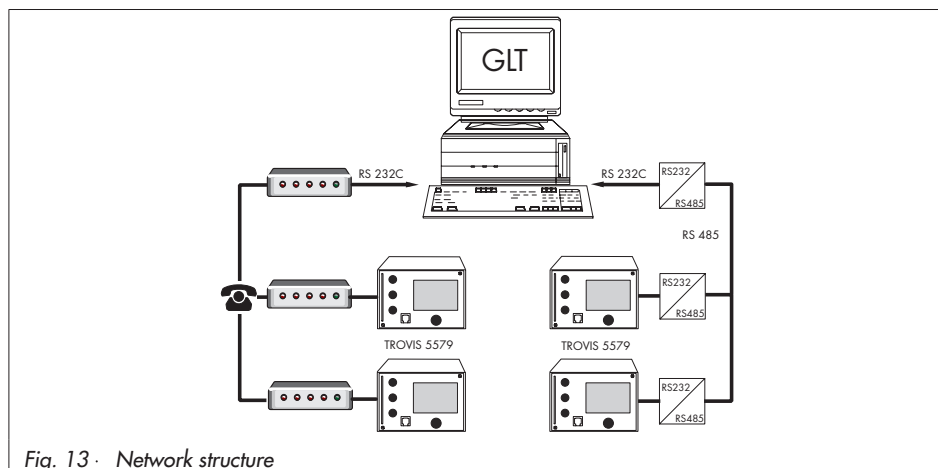 GLT
RS 232C
RS 232C
RS232
RS485
RS 485
RS232
RS485
TROVIS 5579
TROVIS 5579
RS232
RS485
Fig. 13 · Network structure